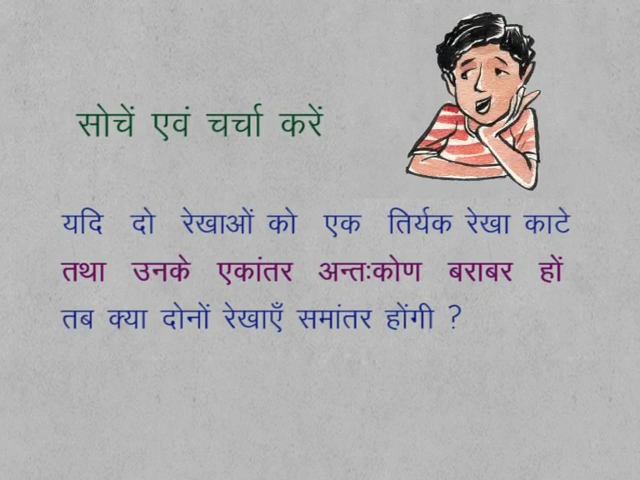 सोचें एवं चर्चा करें
यदि दो रेखाओं को एक तिर्यक रेखा काटे
तथा उनके एकांतर अन्तःकोण बराबर हों
तब क्या दोनों रेखाएँ समांतर होंगी ?